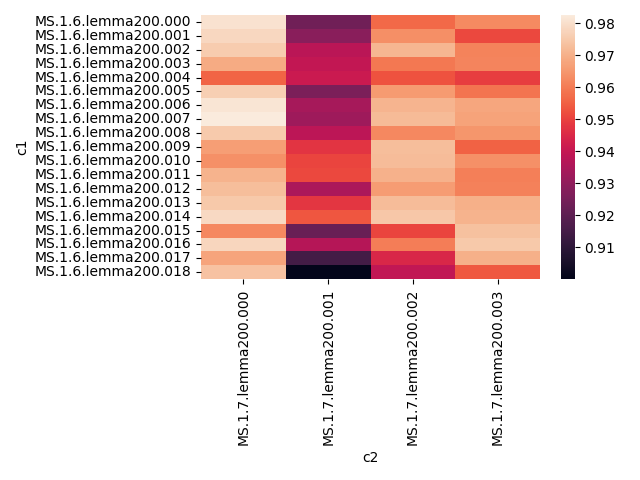 MS.1.6.lemma200.000
MS.1.6.lemma200.001
MS.1.6.lemma200.002
MS.1.6.lemma200.003
MS.1.6.lemma200.004
MS.1.6.lemma200.005
MS.1.6.lemma200.006
MS.1.6.lemma200.007
MS.1.6.lemma200.008
MS.1.6.lemma200.009
MS.1.6.lemma200.010
MS.1.6.lemma200.011
MS.1.6.lemma200.012
MS.1.6.lemma200.013
MS.1.6.lemma200.014
MS.1.6.lemma200.015
MS.1.6.lemma200.016
MS.1.6.lemma200.017
MS.1.6.lemma200.018
c1
MS.1.7.lemma200.000
MS.1.7.lemma200.001
MS.1.7.lemma200.002
MS.1.7.lemma200.003
c2
0.98
0.97
0.96
0.95
0.94
0.93
0.92
0.91